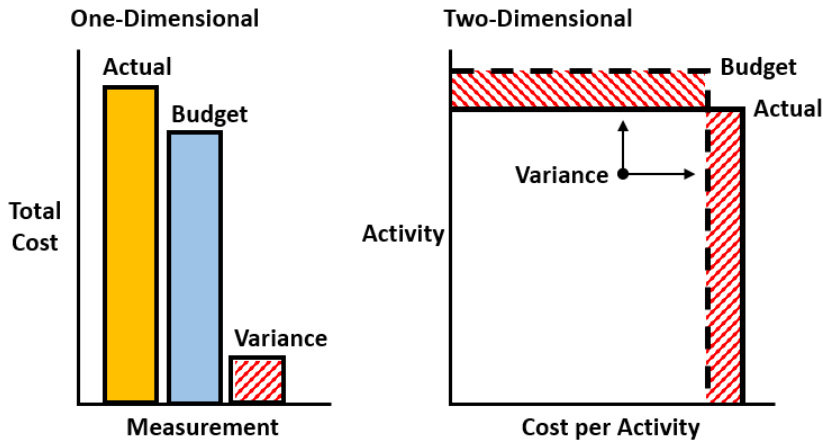 One-Dimensional
Actual
Budget
Total
Cost
Variance
Measurement
Two-Dimensional
Budget
Actual
Variance
Activity
Cost per Activity